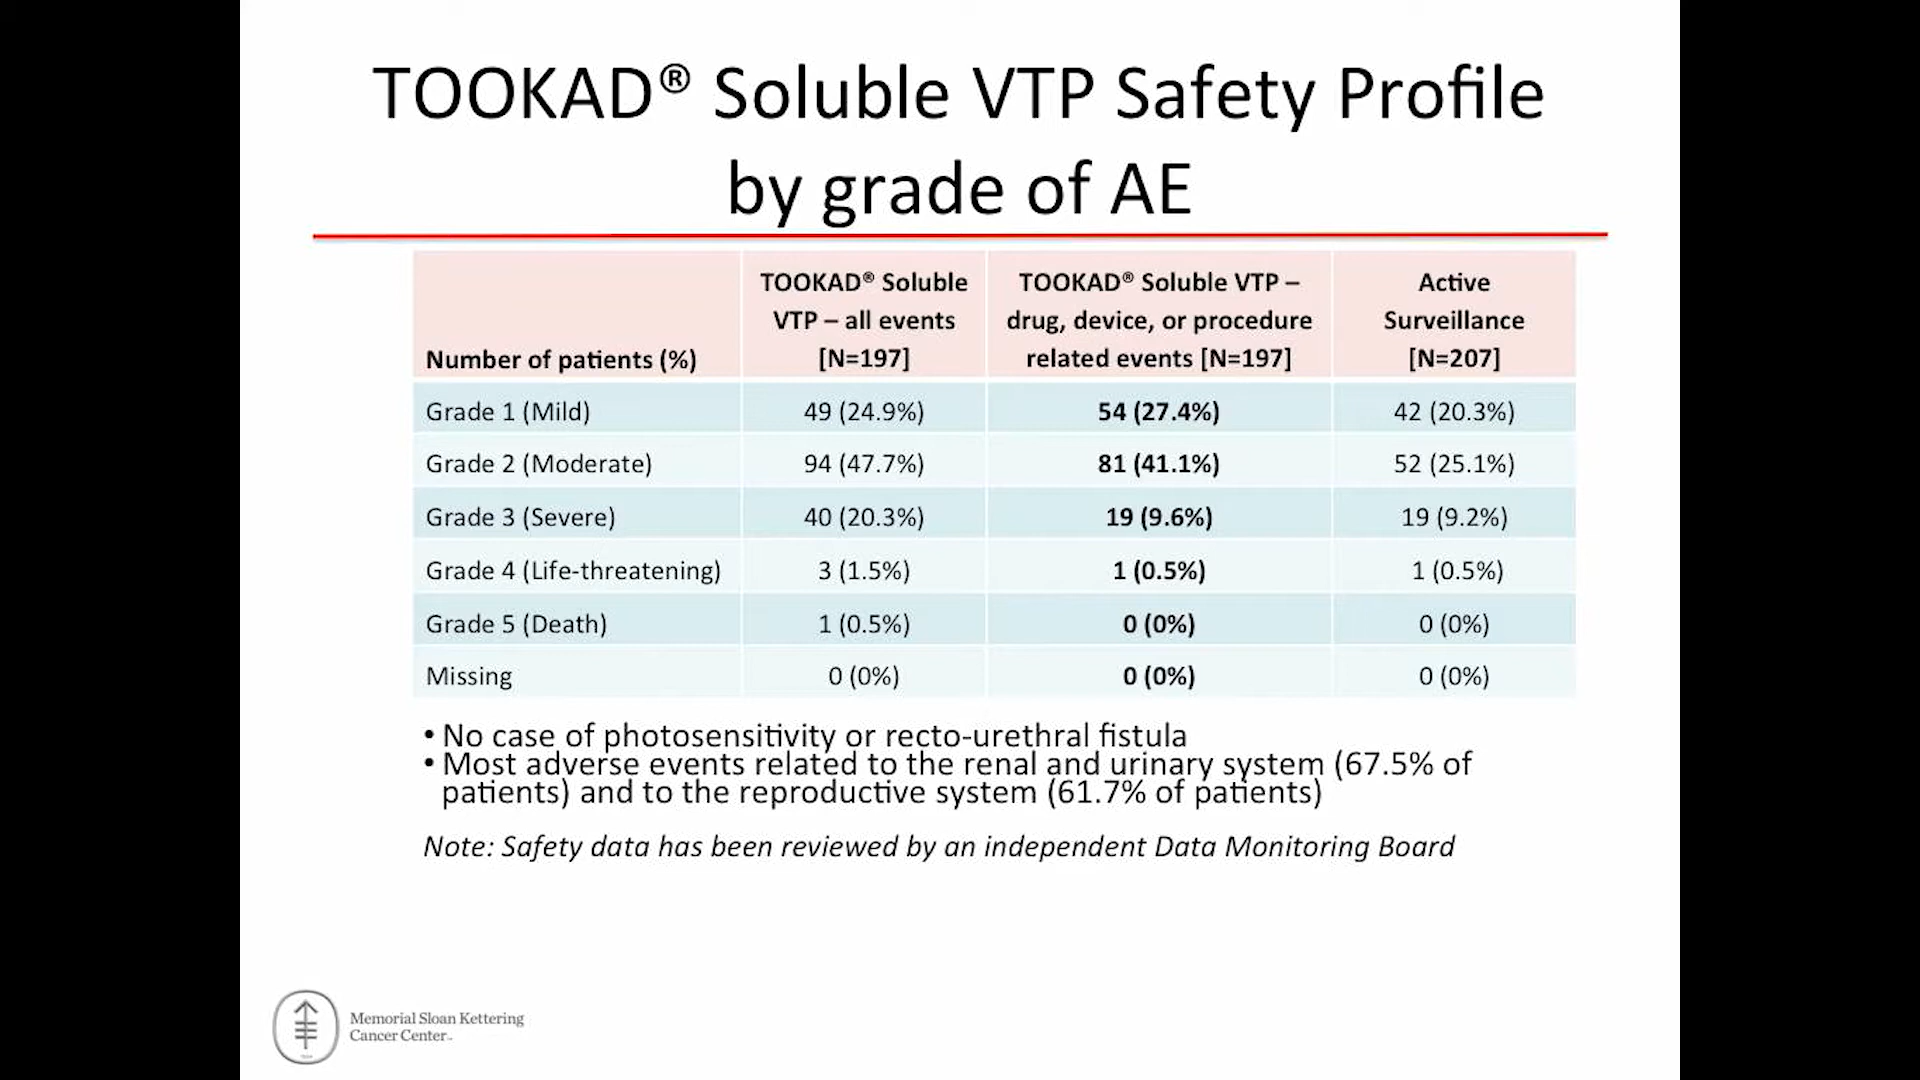 TOOKAD® Soluble VTP Safety Profile
by grade of AE
Number of patients (%)
TOOKAD® Soluble
VTP – all events
[N=197]
TOOKAD® Soluble VTP –
drug, device, or procedure
related events [N=197]
Active
Surveillance
[N=207]
Grade 1 (Mild) 49 (24.9%) 54 (27.4%) 42 (20.3%)
Grade 2 (Moderate) 94 (47.7%) 81 (41.1%) 52 (25.1%)
Grade 3 (Severe) 40 (20.3%) 19 (9.6%) 19 (9.2%)
Grade 4 (Life-threatening) 3 (1.5%) 1 (0.5%) 1 (0.5%)
Grade 5 (Death) 1 (0.5%) 0 (0%) 0 (0%)
Missing 0 (0%) 0 (0%) 0 (0%)
• No case of photosensitivity or recto-urethral fistula
• Most adverse events related to the renal and urinary system (67.5% of
patients) and to the reproductive system (61.7% of patients)
Note: Safety data has been reviewed by an independent Data Monitoring Board
Memorial Sloan Kettering
Cancer Center